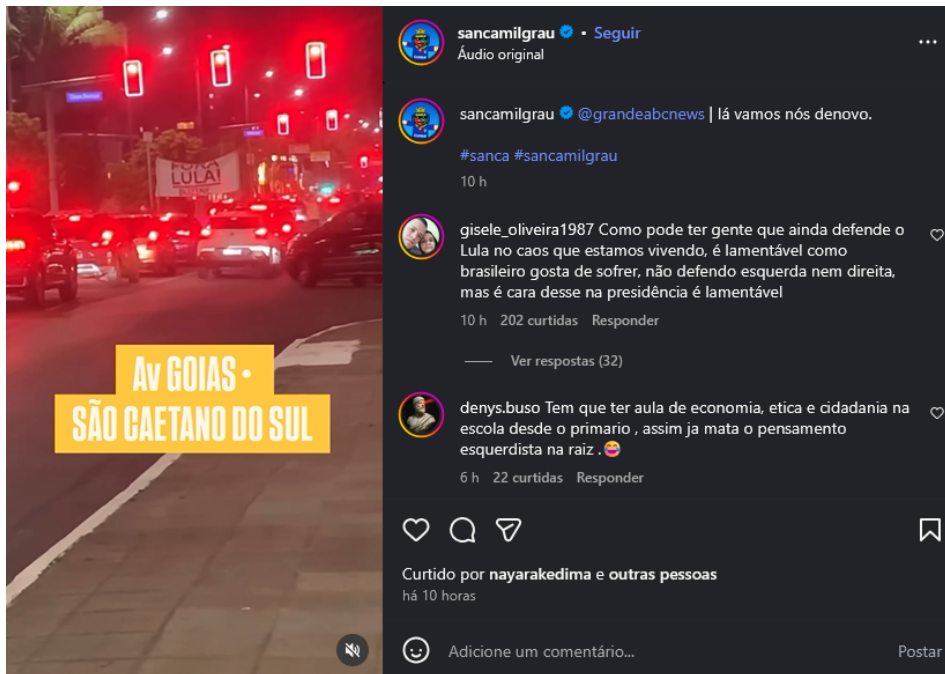 sancamilgrau • Seguir
Áudio original
sancamilgrau @grandeabcnews | lá vamos nós denovo.
#sanca #sancamilgrau
10 h
gisele_oliveira1987 Como pode ter gente que ainda defende o
Lula no caos que estamos vivendo, é lamentável como
brasileiro gosta de sofrer, não defendo esquerda nem direita,
mas é cara desse na presidência é lamentável
10 h 202 curtidas Responder
Ver respostas (32)
denys.buso Tem que ter aula de economia, etica e cidadania na
escola desde o primario , assim ja mata o pensamento
esquerdista na raiz .😂
6 h 22 curtidas Responder
Curtido por nayarakedima e outras pessoas
há 10 horas
Adicione um comentário... Postar
FORA
LULA!
BUZINE
Av GOIAS •
SÃO CAETANO DO SUL